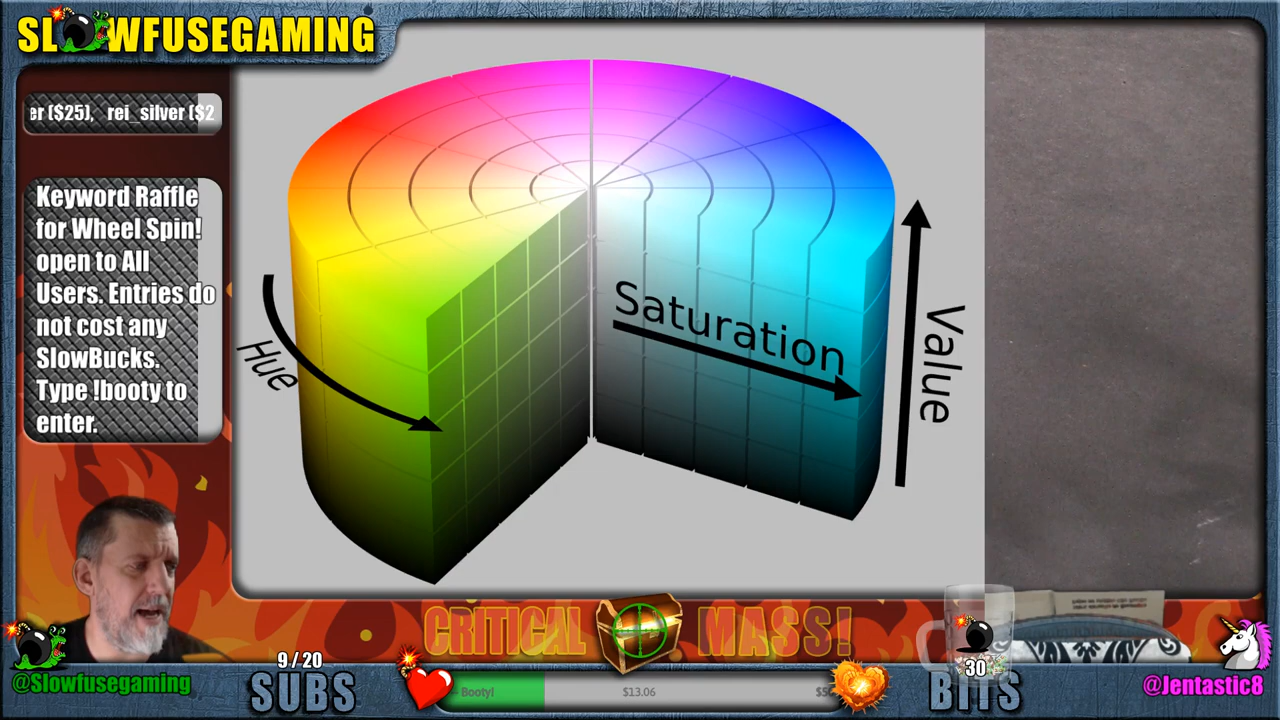 SLOWFUSEGAMING
er ($25), rei_silver ($2
Keyword Raffle
for Wheel Spin!
open to All
Users. Entries do
not cost any
SlowBucks.
Type !booty to
enter.
Hue
Saturation
Value
CRITICAL MASS!
9 / 20
SUBS
@Slowfusegaming
Booty!
$13.06
30
BITS
@Jentastic8